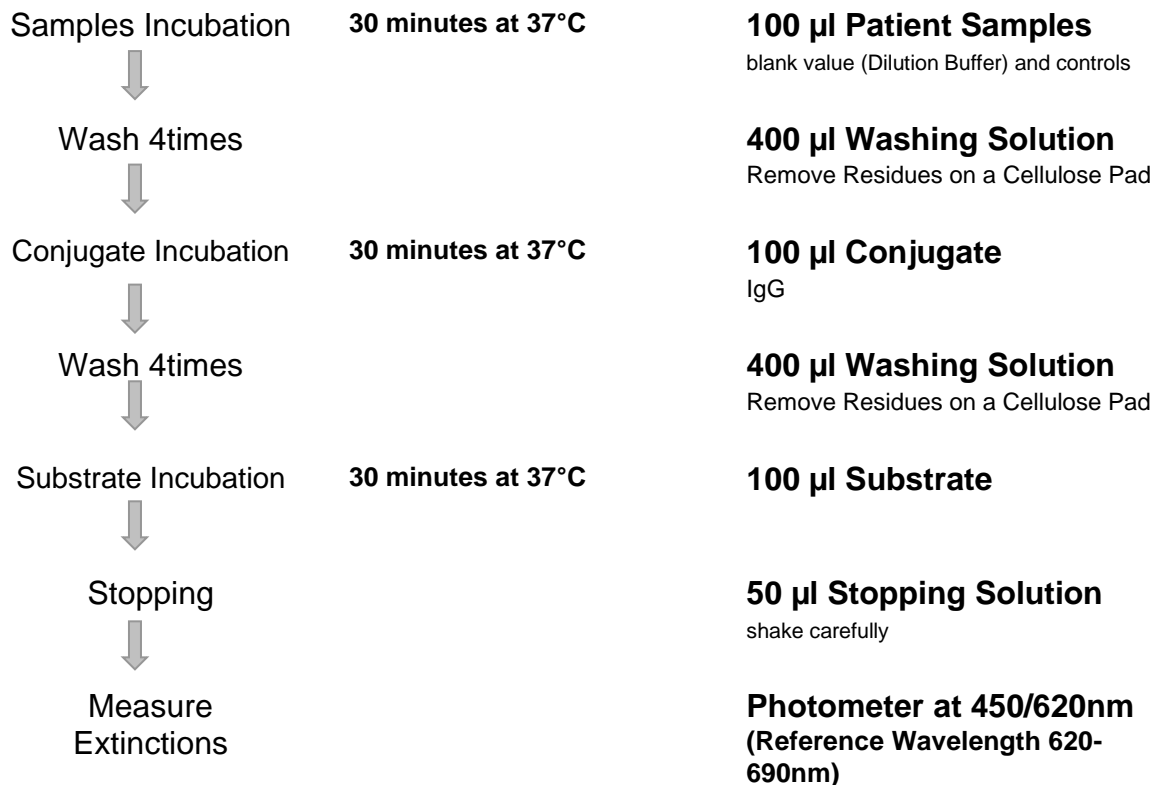 Samples Incubation 30 minutes at 37°C 100 µl Patient Samples
blank value (Dilution Buffer) and controls
Wash 4times 400 µl Washing Solution
Remove Residues on a Cellulose Pad
Conjugate Incubation 30 minutes at 37°C 100 µl Conjugate
IgG
Wash 4times 400 µl Washing Solution
Remove Residues on a Cellulose Pad
Substrate Incubation 30 minutes at 37°C 100 µl Substrate
Stopping 50 µl Stopping Solution
shake carefully
Measure Photometer at 450/620nm
Extinctions (Reference Wavelength 620-
690nm)